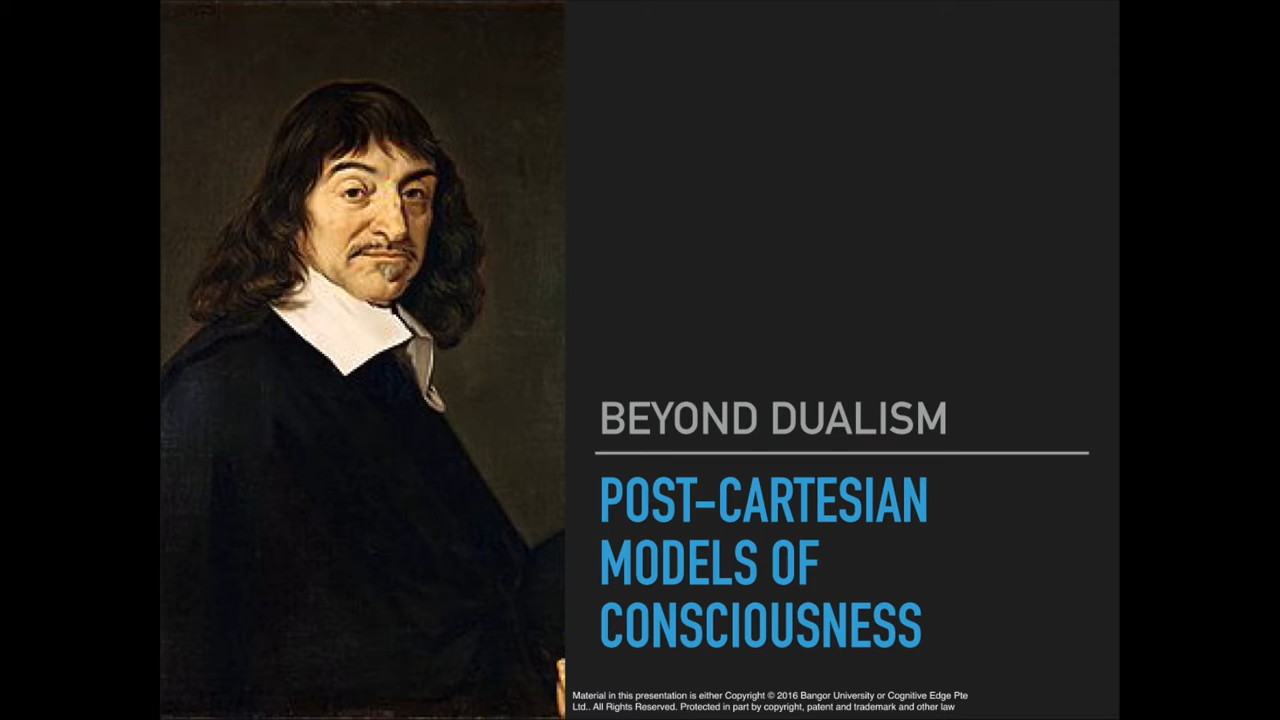 BEYOND DUALISM
POST-CARTESIAN
MODELS OF
CONSCIOUSNESS
Material in this presentation is either Copyright © 2016 Bangor University or Cognitive Edge Pte
Ltd.. All Rights Reserved. Protected in part by copyright, patent and trademark and other law